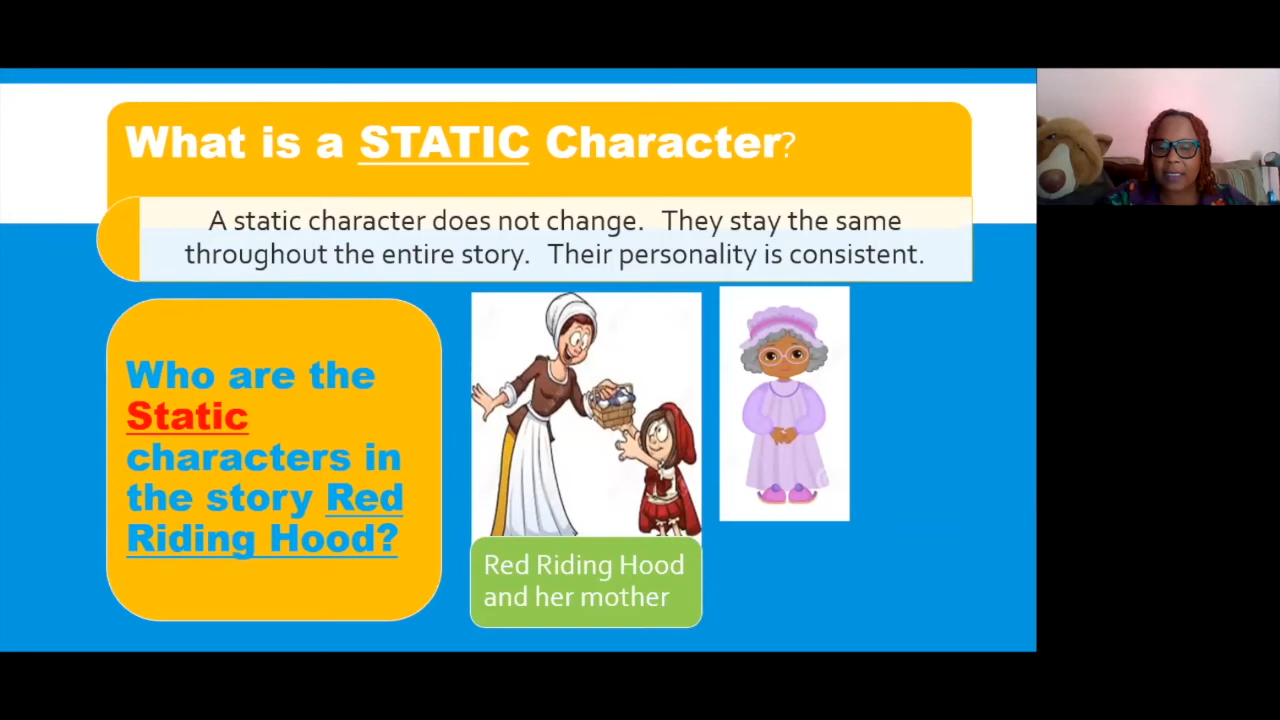 What is a STATIC Character?
A static character does not change. They stay the same
throughout the entire story. Their personality is consistent.
Who are the
Static
characters in
the story Red
Riding Hood?
Red Riding Hood
and her mother